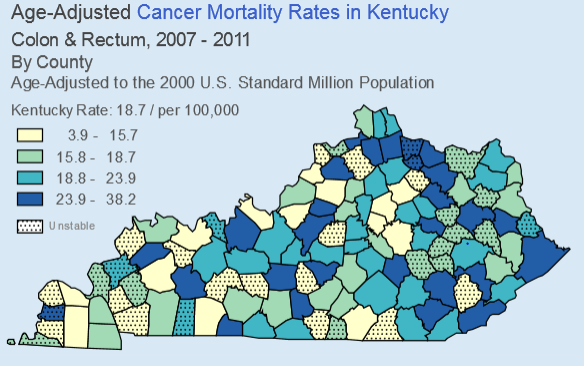 Age-Adjusted Cancer Mortality Rates in Kentucky
Colon & Rectum, 2007 - 2011
By County
Age-Adjusted to the 2000 U.S. Standard Million Population
Kentucky Rate: 18.7 / per 100,000
3.9 - 15.7
15.8 - 18.7
18.8 - 23.9
23.9 - 38.2
Unstable